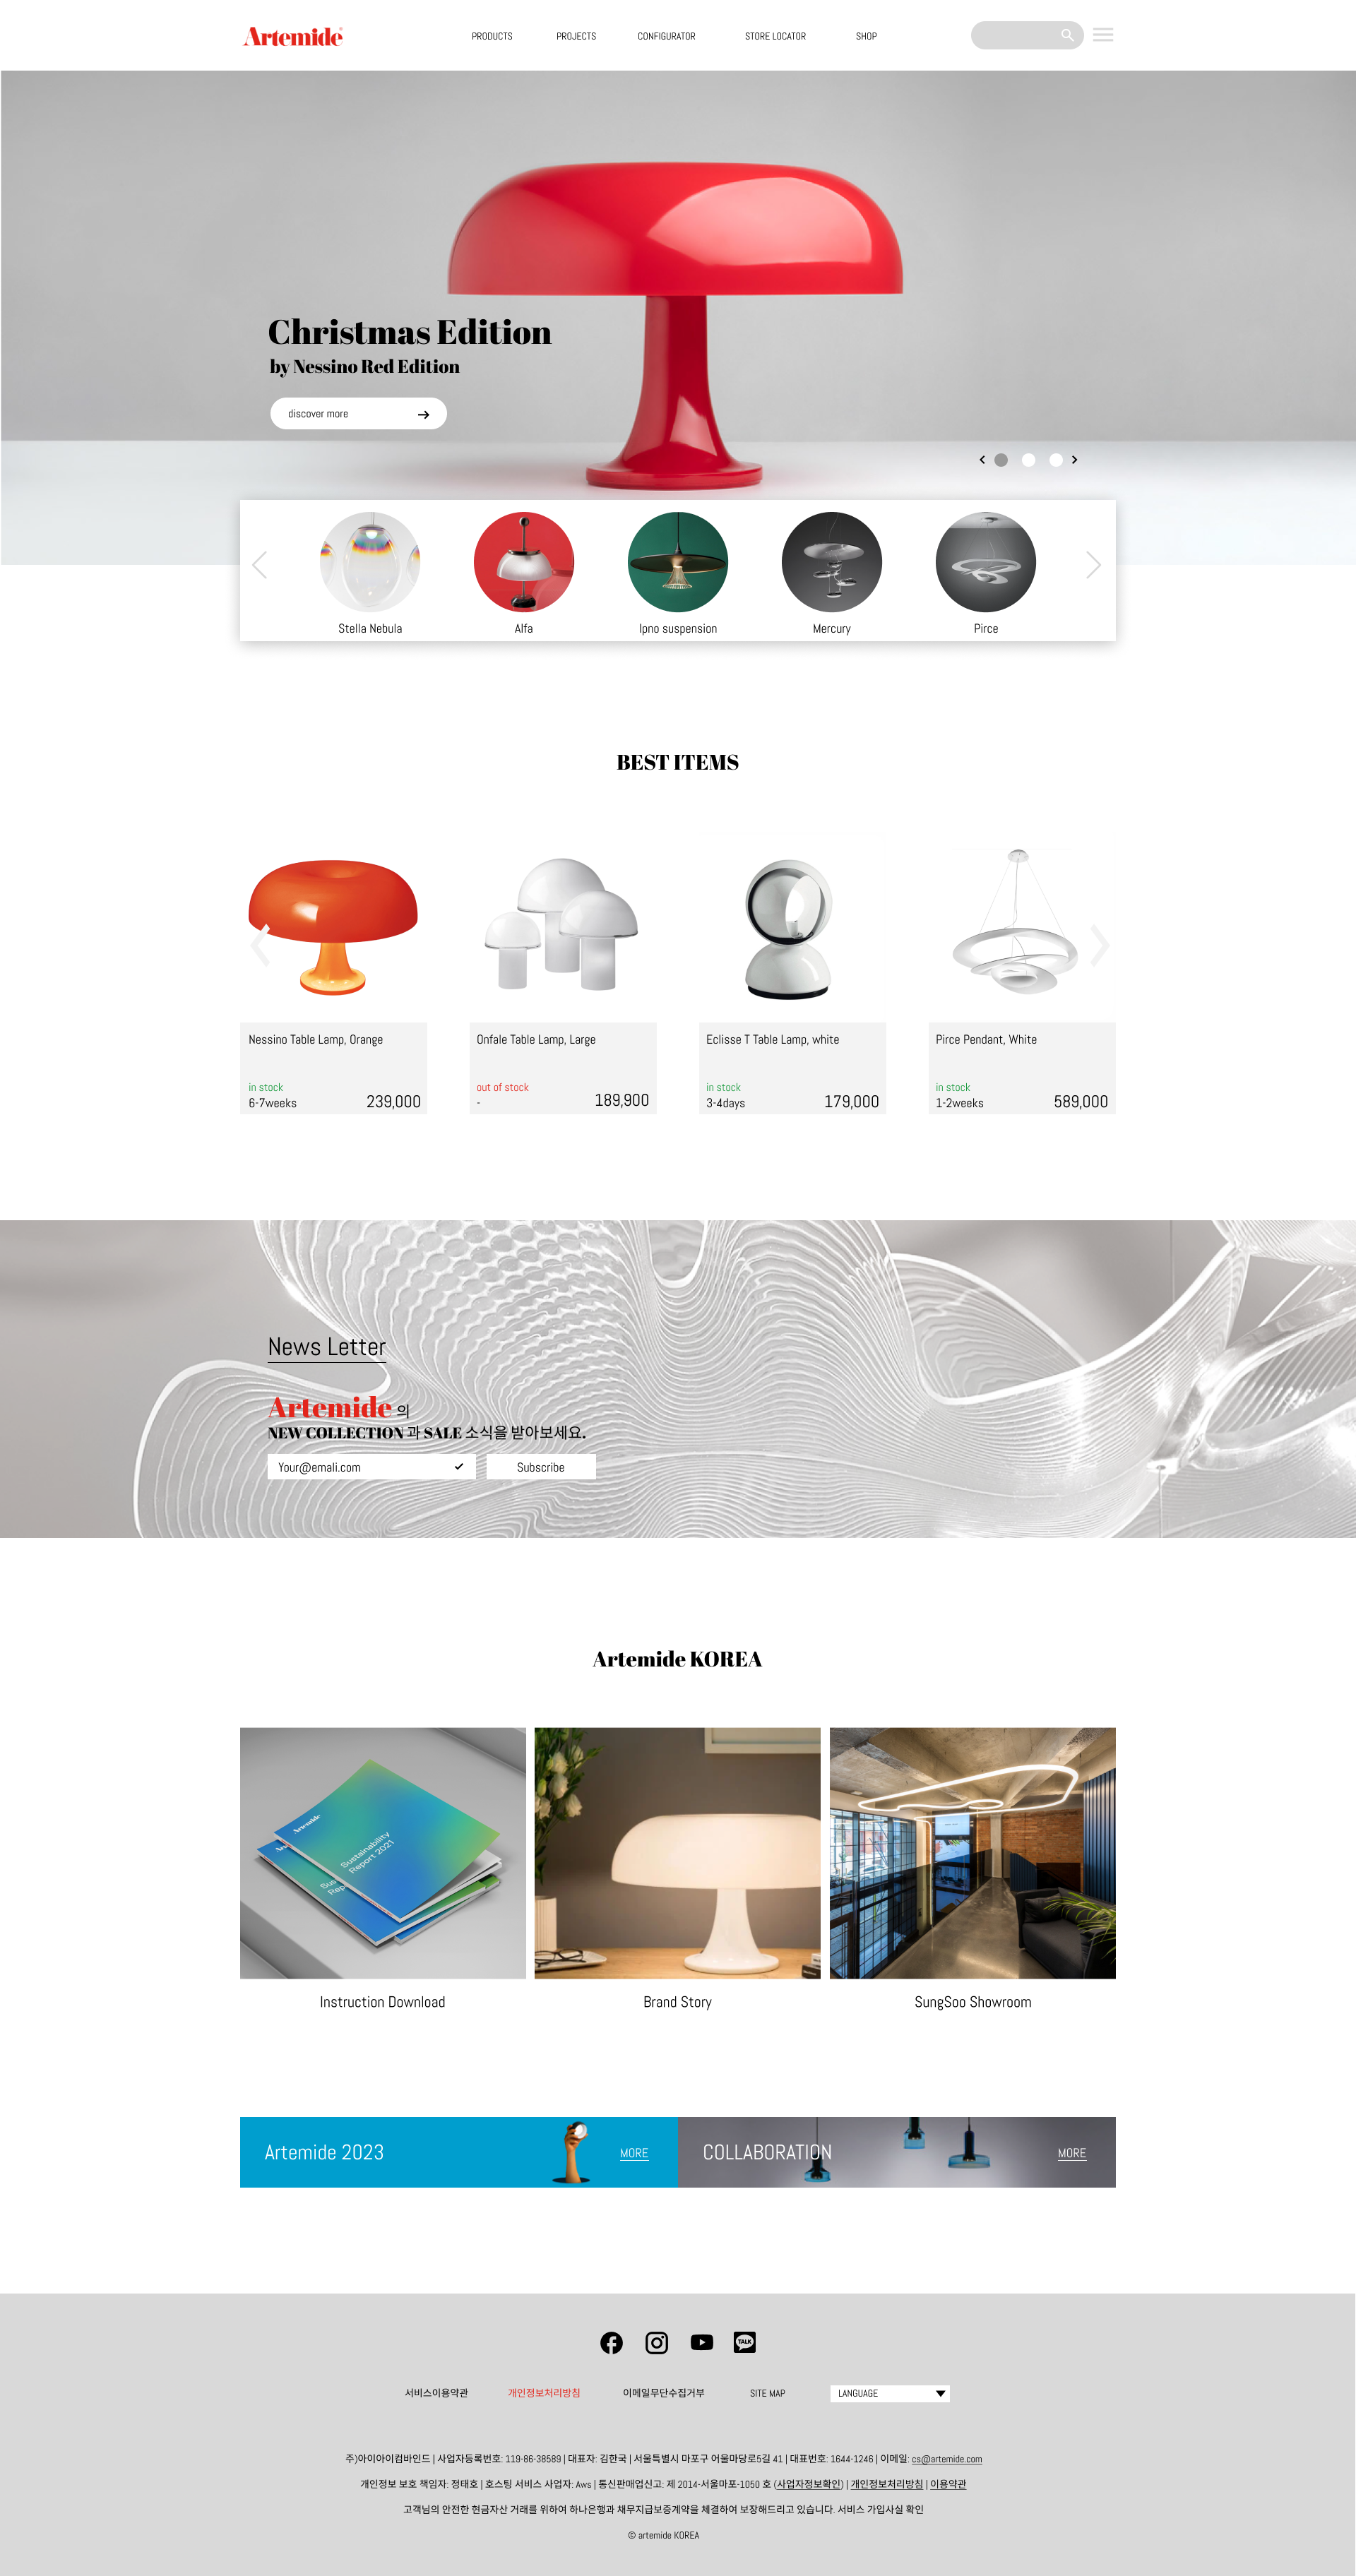 Artemide®
PRODUCTS PROJECTS CONFIGURATOR STORE LOCATOR SHOP
Christmas Edition
by Nessino Red Edition
discover more
Stella Nebula Alfa Ipno suspension Mercury Pirce
BEST ITEMS
Nessino Table Lamp, Orange
in stock
6-7weeks 239,000
Onfale Table Lamp, Large
out of stock
- 189,900
Eclisse T Table Lamp, white
in stock
3-4days 179,000
Pirce Pendant, White
in stock
1-2weeks 589,000
News Letter
Artemide 의
NEW COLLECTION 과 SALE 소식을 받아보세요.
Your@emali.com Subscribe
Artemide KOREA
Artemide
Sustainability
Report 2021
Instruction Download Brand Story SungSoo Showroom
Artemide 2023 MORE COLLABORATION MORE
TALK
서비스이용약관 개인정보처리방침 이메일무단수집거부 SITE MAP LANGUAGE
주)아이아이컴바인드 | 사업자등록번호: 119-86-38589 | 대표자: 김한국 | 서울특별시 마포구 어울마당로5길 41 | 대표번호: 1644-1246 | 이메일: cs@artemide.com
개인정보 보호 책임자: 정태호 | 호스팅 서비스 사업자: Aws | 통신판매업신고: 제 2014-서울마포-1050 호 (사업자정보확인) | 개인정보처리방침 | 이용약관
고객님의 안전한 현금자산 거래를 위하여 하나은행과 채무지급보증계약을 체결하여 보장해드리고 있습니다. 서비스 가입사실 확인
© artemide KOREA